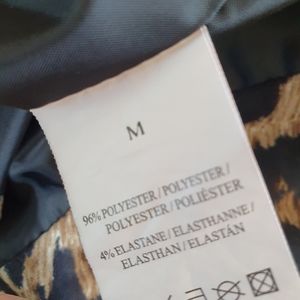 M
96% POLYESTER / POLYESTER /
POLYESTER / POLIÉSTER
4% ELASTANE / ELASTHANNE /
ELASTHAN / ELASTÁN